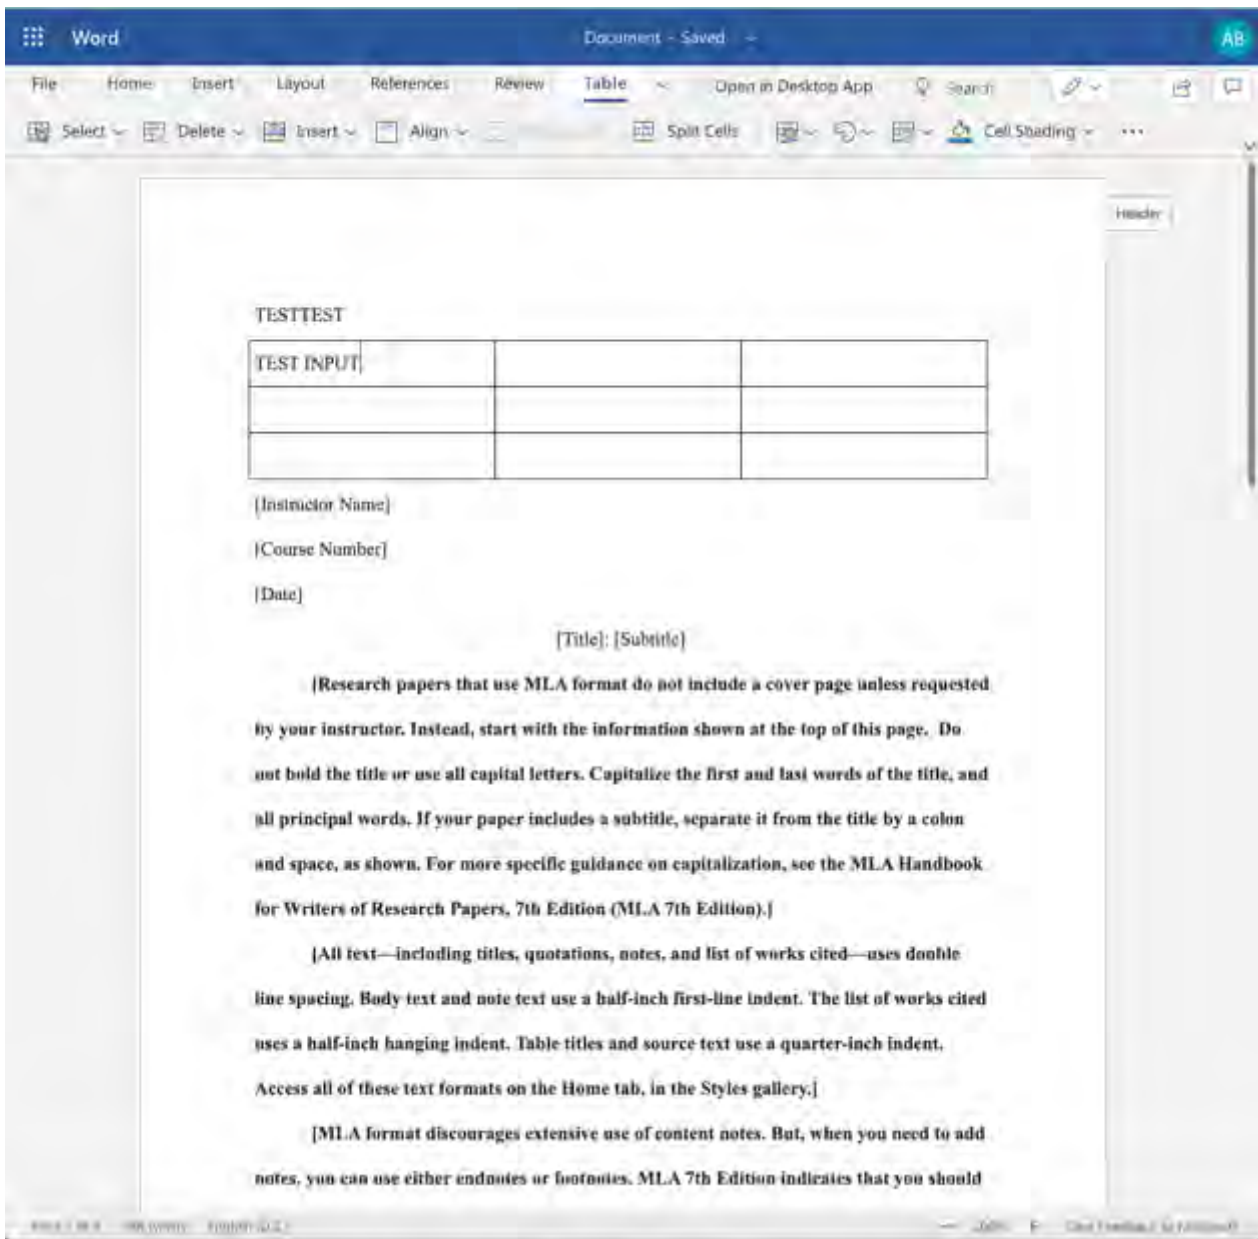 Word
Document - Saved
AB
File Home Insert Layout References Review Table Open in Desktop App Search
Select Delete Insert Align Split Cells Cell Shading ...
Header
TESTTEST
TEST INPUT
[Instructor Name]
[Course Number]
[Date]
[Title]: [Subtitle]
[Research papers that use MLA format do not include a cover page unless requested
by your instructor. Instead, start with the information shown at the top of this page.  Do
not bold the title or use all capital letters. Capitalize the first and last words of the title, and
all principal words. If your paper includes a subtitle, separate it from the title by a colon
and space, as shown. For more specific guidance on capitalization, see the MLA Handbook
for Writers of Research Papers, 7th Edition (MLA 7th Edition).]
[All text—including titles, quotations, notes, and list of works cited—uses double
line spacing. Body text and note text use a half-inch first-line indent. The list of works cited
uses a half-inch hanging indent. Table titles and source text use a quarter-inch indent.
Access all of these text formats on the Home tab, in the Styles gallery.]
[MLA format discourages extensive use of content notes. But, when you need to add
notes, you can use either endnotes or footnotes. MLA 7th Edition indicates that you should
Give Feedback to Microsoft